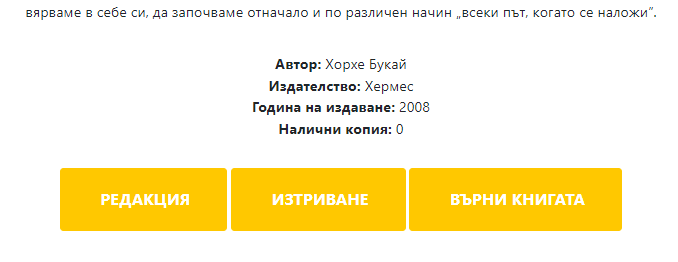 вярваме в себе си, да започваме отначало и по различен начин „всеки път, когато се наложи”.
Автор: Хорхе Букай
Издателство: Хермес
Година на издаване: 2008
Налични копия: 0
РЕДАКЦИЯ ИЗТРИВАНЕ ВЪРНИ КНИГАТА